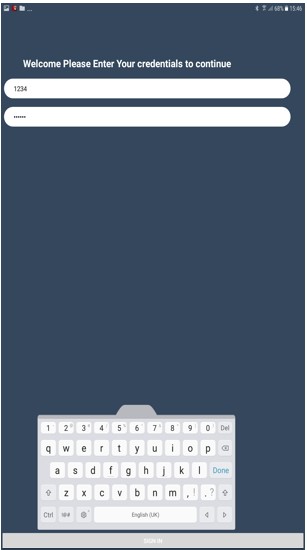 ... 68% 15:46
Welcome Please Enter Your credentials to continue
1234
••••••
1 2 3 4 5 6 7 8 9 0 Del
q w e r t y u i o p
a s d f g h j k l Done
z x c v b n m , ! . ?
Ctrl !@# English (UK)
SIGN IN